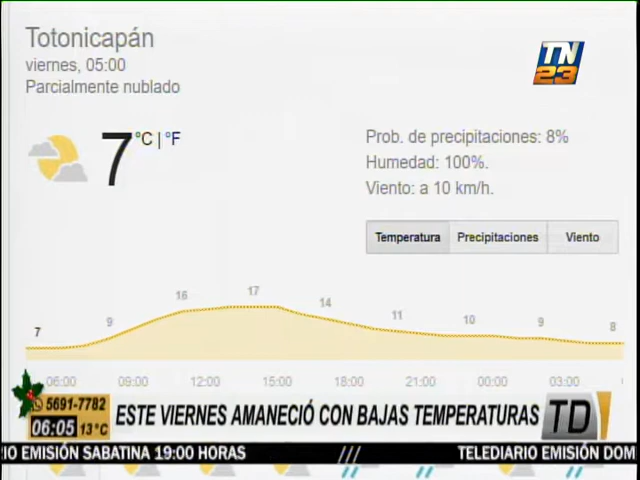 Totonicapán
viernes, 05:00
Parcialmente nublado
TN
23
7 °C | °F
Prob. de precipitaciones: 8%
Humedad: 100%.
Viento: a 10 km/h.
Temperatura Precipitaciones Viento
7 9 16 17 14 11 10 9 8
06:00 09:00 12:00 15:00 18:00 21:00 00:00 03:00
5691-7782
06:05 13°C
ESTE VIERNES AMANECIÓ CON BAJAS TEMPERATURAS
TD
IO EMISIÓN SABATINA 19:00 HORAS /// TELEDIARIO EMISIÓN DOM